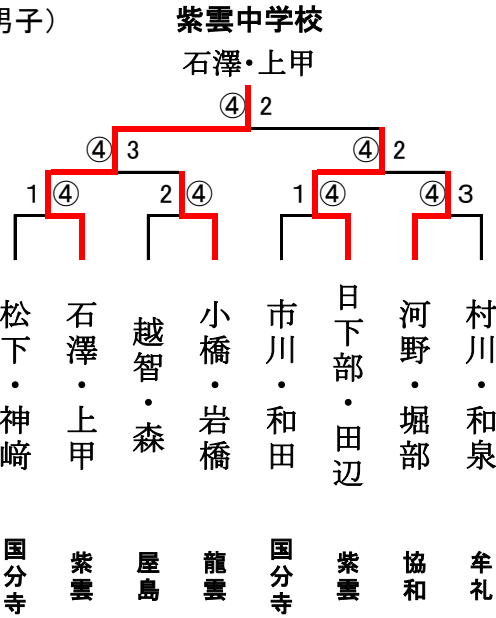 男子） 紫雲中学校
石澤・上甲
④ 2
④ 3 ④ 2
1 ④ 2 ④ 1 ④ ④ 3
松下・神﨑
石澤・上甲
越智・森
小橋・岩橋
市川・和田
日下部・田辺
河野・堀部
村川・和泉
国分寺
紫雲
屋島
龍雲
国分寺
紫雲
協和
牟礼